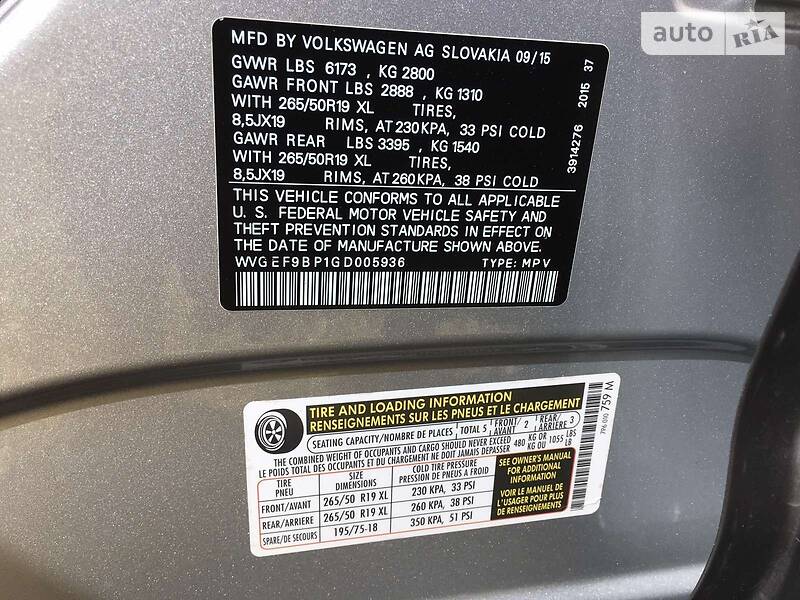 auto RIA
MFD BY VOLKSWAGEN AG SLOVAKIA 09/15
GVWR LBS 6173 , KG 2800
GAWR FRONT LBS 2888 , KG 1310
WITH 265/50R19 XL TIRES,
8,5JX19 RIMS, AT 230 KPA, 33 PSI COLD
GAWR REAR LBS 3395 , KG 1540
WITH 265/50R19 XL TIRES,
8,5JX19 RIMS, AT 260 KPA, 38 PSI COLD
THIS VEHICLE CONFORMS TO ALL APPLICABLE
U. S. FEDERAL MOTOR VEHICLE SAFETY AND
THEFT PREVENTION STANDARDS IN EFFECT ON
THE DATE OF MANUFACTURE SHOWN ABOVE.
WVGEF9BP1GD005936 TYPE: MPV
3914276 2015 37
TIRE AND LOADING INFORMATION
RENSEIGNEMENTS SUR LES PNEUS ET LE CHARGEMENT
SEATING CAPACITY/NOMBRE DE PLACES TOTAL 5 FRONT/AVANT 2 REAR/ARRIÈRE 3
THE COMBINED WEIGHT OF OCCUPANTS AND CARGO SHOULD NEVER EXCEED 480 KG OR 1055 LBS
LE POIDS TOTAL DES OCCUPANTS ET DU CHARGEMENT NE DOIT JAMAIS DEPASSER KG OU LB
TIRE PNEU
SIZE DIMENSIONS
COLD TIRE PRESSURE PRESSION DE PNEUS A FROID
FRONT/AVANT 265/50 R19 XL 230 KPA, 33 PSI
REAR/ARRIERE 265/50 R19 XL 260 KPA, 38 PSI
SPARE/DE SECOURS 195/75-18 350 KPA, 51 PSI
SEE OWNER'S MANUAL
FOR ADDITIONAL
INFORMATION
VOIR LE MANUEL DE
L'USAGER POUR PLUS DE
RENSEIGNEMENTS
759 M